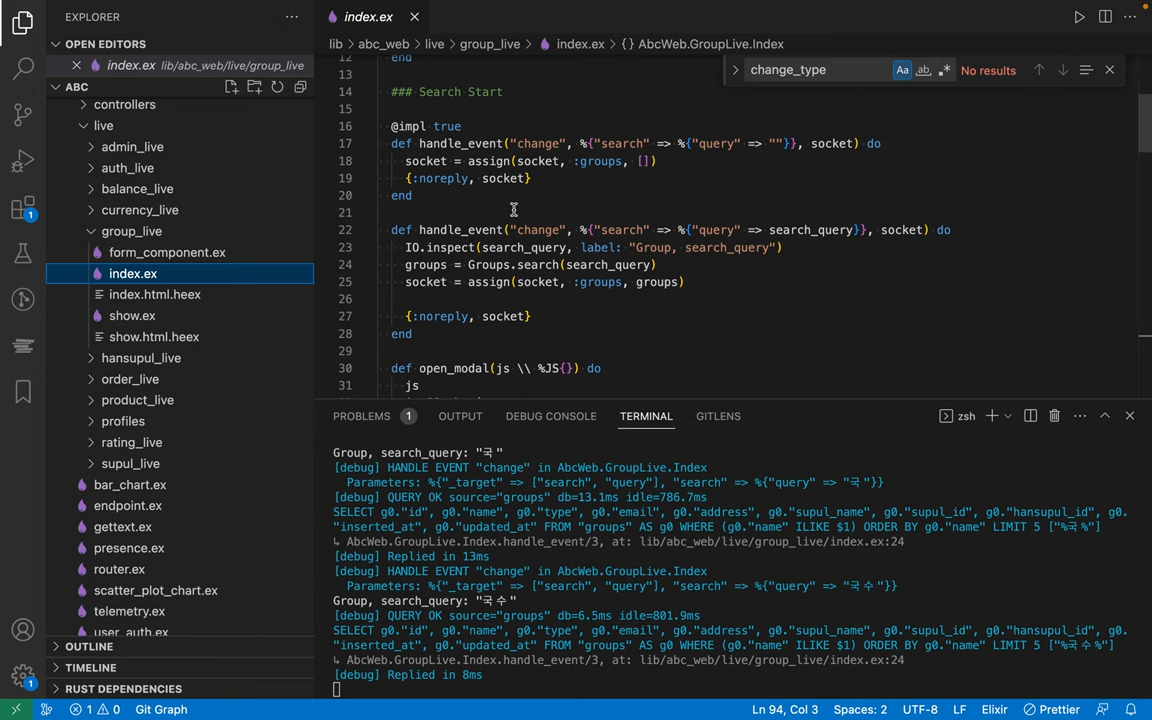 EXPLORER
OPEN EDITORS
index.ex lib/abc_web/live/group_live
ABC
controllers
live
admin_live
auth_live
balance_live
currency_live
group_live
form_component.ex
index.ex
index.html.heex
show.ex
show.html.heex
hansupul_live
order_live
product_live
profiles
rating_live
supul_live
bar_chart.ex
endpoint.ex
gettext.ex
presence.ex
router.ex
scatter_plot_chart.ex
telemetry.ex
user_auth.ex
OUTLINE
TIMELINE
RUST DEPENDENCIES
1
1
index.ex
lib > abc_web > live > group_live > index.ex > {} AbcWeb.GroupLive.Index
change_type Aa ab .* No results
12 end
13
14 ### Search Start
15
16 @impl true
17 def handle_event("change", %{"search" => %{"query" => ""}}, socket) do
18 socket = assign(socket, :groups, [])
19 {:noreply, socket}
20 end
21
22 def handle_event("change", %{"search" => %{"query" => search_query}}, socket) do
23 IO.inspect(search_query, label: "Group, search_query")
24 groups = Groups.search(search_query)
25 socket = assign(socket, :groups, groups)
26
27 {:noreply, socket}
28 end
29
30 def open_modal(js \\ %JS{}) do
31 js
PROBLEMS 1 OUTPUT DEBUG CONSOLE TERMINAL GITLENS zsh
Group, search_query: "국"
[debug] HANDLE EVENT "change" in AbcWeb.GroupLive.Index
Parameters: %{"_target" => ["search", "query"], "search" => %{"query" => "국"}}
[debug] QUERY OK source="groups" db=13.1ms idle=786.7ms
SELECT g0."id", g0."name", g0."type", g0."email", g0."address", g0."supul_name", g0."supul_id", g0."hansupul_id", g0.
"inserted_at", g0."updated_at" FROM "groups" AS g0 WHERE (g0."name" ILIKE $1) ORDER BY g0."name" LIMIT 5 ["%국%"]
↳ AbcWeb.GroupLive.Index.handle_event/3, at: lib/abc_web/live/group_live/index.ex:24
[debug] Replied in 13ms
[debug] HANDLE EVENT "change" in AbcWeb.GroupLive.Index
Parameters: %{"_target" => ["search", "query"], "search" => %{"query" => "국수"}}
Group, search_query: "국수"
[debug] QUERY OK source="groups" db=6.5ms idle=801.9ms
SELECT g0."id", g0."name", g0."type", g0."email", g0."address", g0."supul_name", g0."supul_id", g0."hansupul_id", g0.
"inserted_at", g0."updated_at" FROM "groups" AS g0 WHERE (g0."name" ILIKE $1) ORDER BY g0."name" LIMIT 5 ["%국수%"]
↳ AbcWeb.GroupLive.Index.handle_event/3, at: lib/abc_web/live/group_live/index.ex:24
[debug] Replied in 8ms
1 0 Git Graph Ln 94, Col 3 Spaces: 2 UTF-8 LF Elixir Prettier